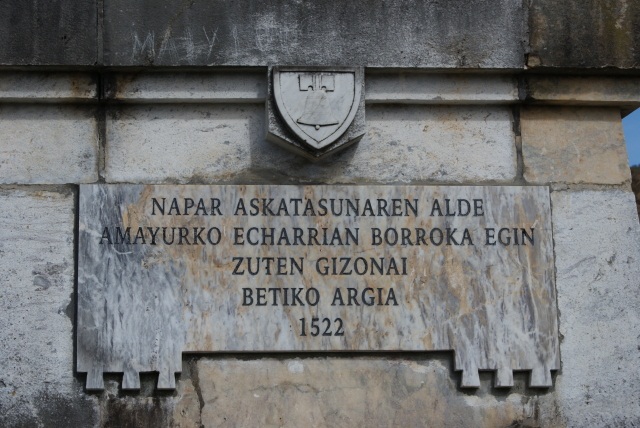 NAPAR ASKATASUNAREN ALDE
AMAYURKO ECHARRIAN BORROKA EGIN
ZUTEN GIZONAI
BETIKO ARGIA
1522